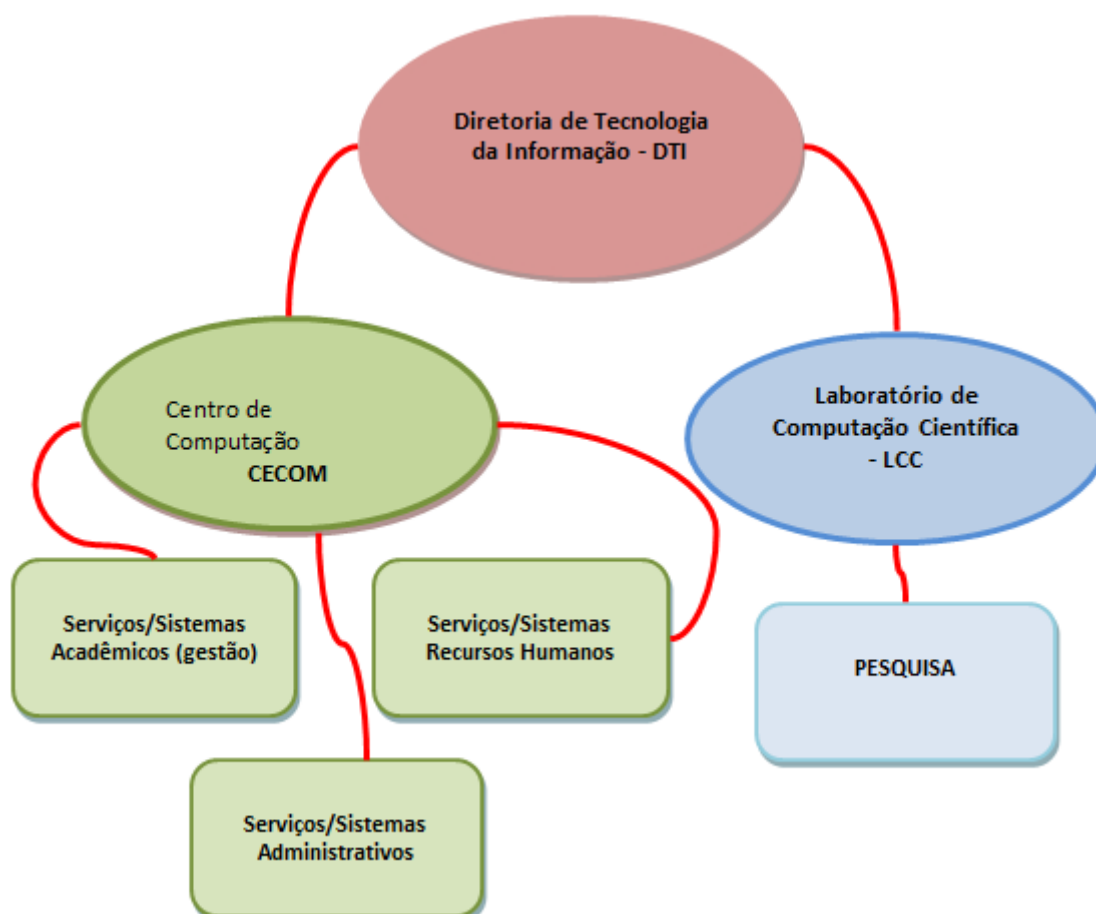 Diretoria de Tecnologia
da Informação - DTI
Centro de
Computação
CECOM
Laboratório de
Computação Científica
- LCC
Serviços/Sistemas
Acadêmicos (gestão)
Serviços/Sistemas
Recursos Humanos
PESQUISA
Serviços/Sistemas
Administrativos